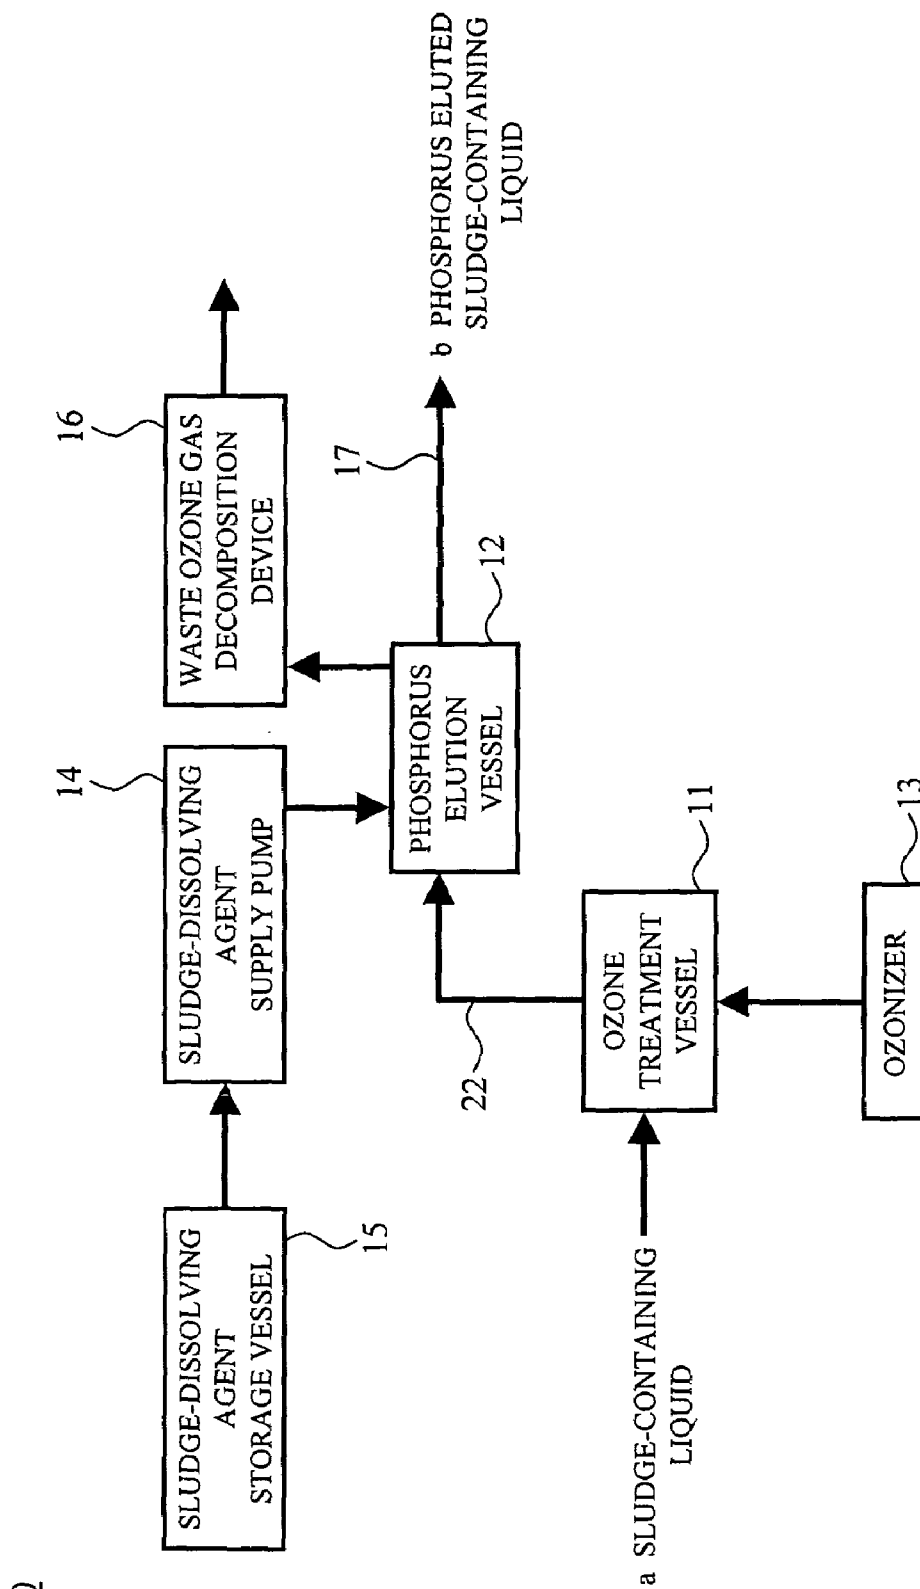 SLUDGE-DISSOLVING
AGENT
STORAGE VESSEL
15
SLUDGE-DISSOLVING
AGENT
SUPPLY PUMP
14
WASTE OZONE GAS
DECOMPOSITION
DEVICE
16
PHOSPHORUS
ELUTION
VESSEL
12
17
b PHOSPHORUS ELUTED
SLUDGE-CONTAINING
LIQUID
22
a SLUDGE-CONTAINING
LIQUID
OZONE
TREATMENT
VESSEL
11
OZONIZER
13